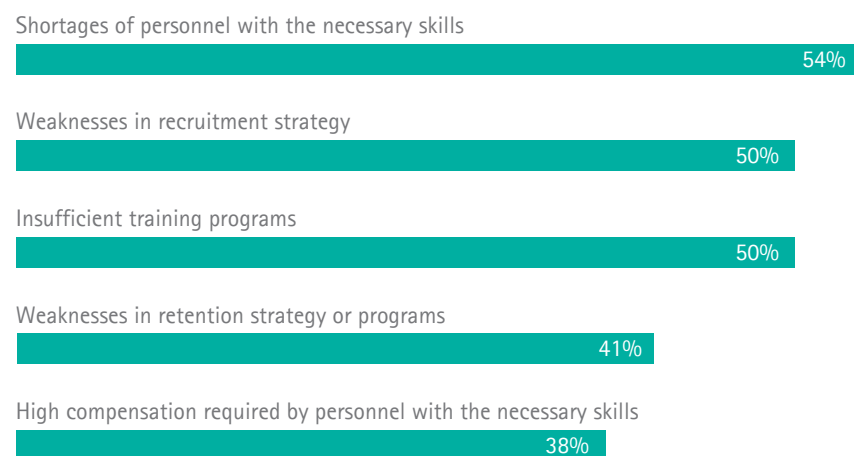 Shortages of personnel with the necessary skills
54%
Weaknesses in recruitment strategy
50%
Insufficient training programs
50%
Weaknesses in retention strategy or programs
41%
High compensation required by personnel with the necessary skills
38%